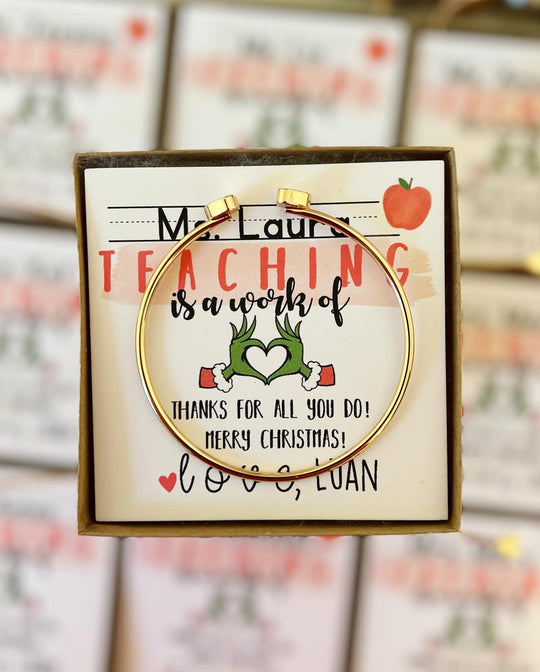 Ms. Laura
TEACHING
is a work of
THANKS FOR ALL YOU DO!
MERRY CHRISTMAS!
love, LUAN